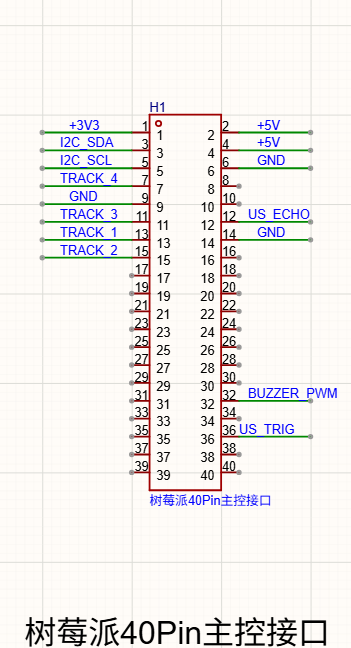 H1
+3V3 1 1 2 2 +5V
I2C_SDA 3 3 4 4 +5V
I2C_SCL 5 5 6 6 GND
TRACK_4 7 7 8 8
GND 9 9 10 10
TRACK_3 11 11 12 12 US_ECHO
TRACK_1 13 13 14 14 GND
TRACK_2 15 15 16 16
17 17 18 18
19 19 20 20
21 21 22 22
23 23 24 24
25 25 26 26
27 27 28 28
29 29 30 30
31 31 32 32 BUZZER_PWM
33 33 34 34
35 35 36 36 US_TRIG
37 37 38 38
39 39 40 40
树莓派40Pin主控接口
树莓派40Pin主控接口